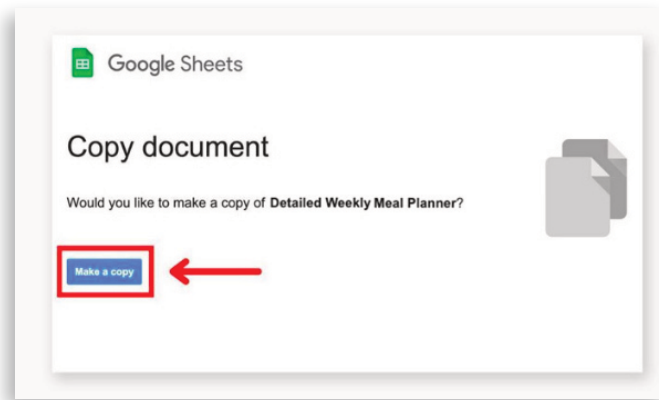 Google Sheets
Copy document
Would you like to make a copy of Detailed Weekly Meal Planner?
Make a copy